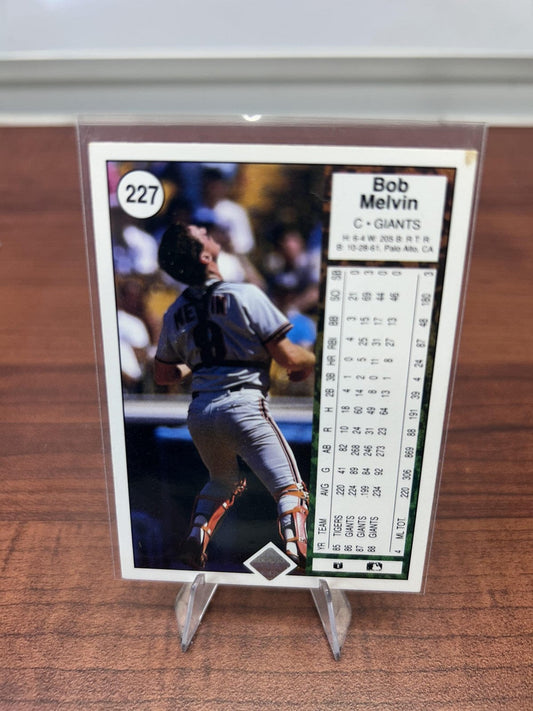 227
Bob
Melvin
C • GIANTS
H: 6-4 W: 205 B: R T: R
B: 10-28-61, Palo Alto, CA
MELVIN
8
YR TEAM AVG G AB R H 2B 3B HR RBI BB SO SB
85 TIGERS .220 41 82 10 18 4 1 0 4 3 21 0
86 GIANTS .224 89 268 24 60 14 2 5 25 15 69 3
87 GIANTS .199 84 246 31 49 8 0 11 31 17 44 0
88 GIANTS .234 92 273 23 64 13 1 8 27 13 46 0
4 ML TOT. .220 306 869 88 191 39 4 24 87 48 180 3